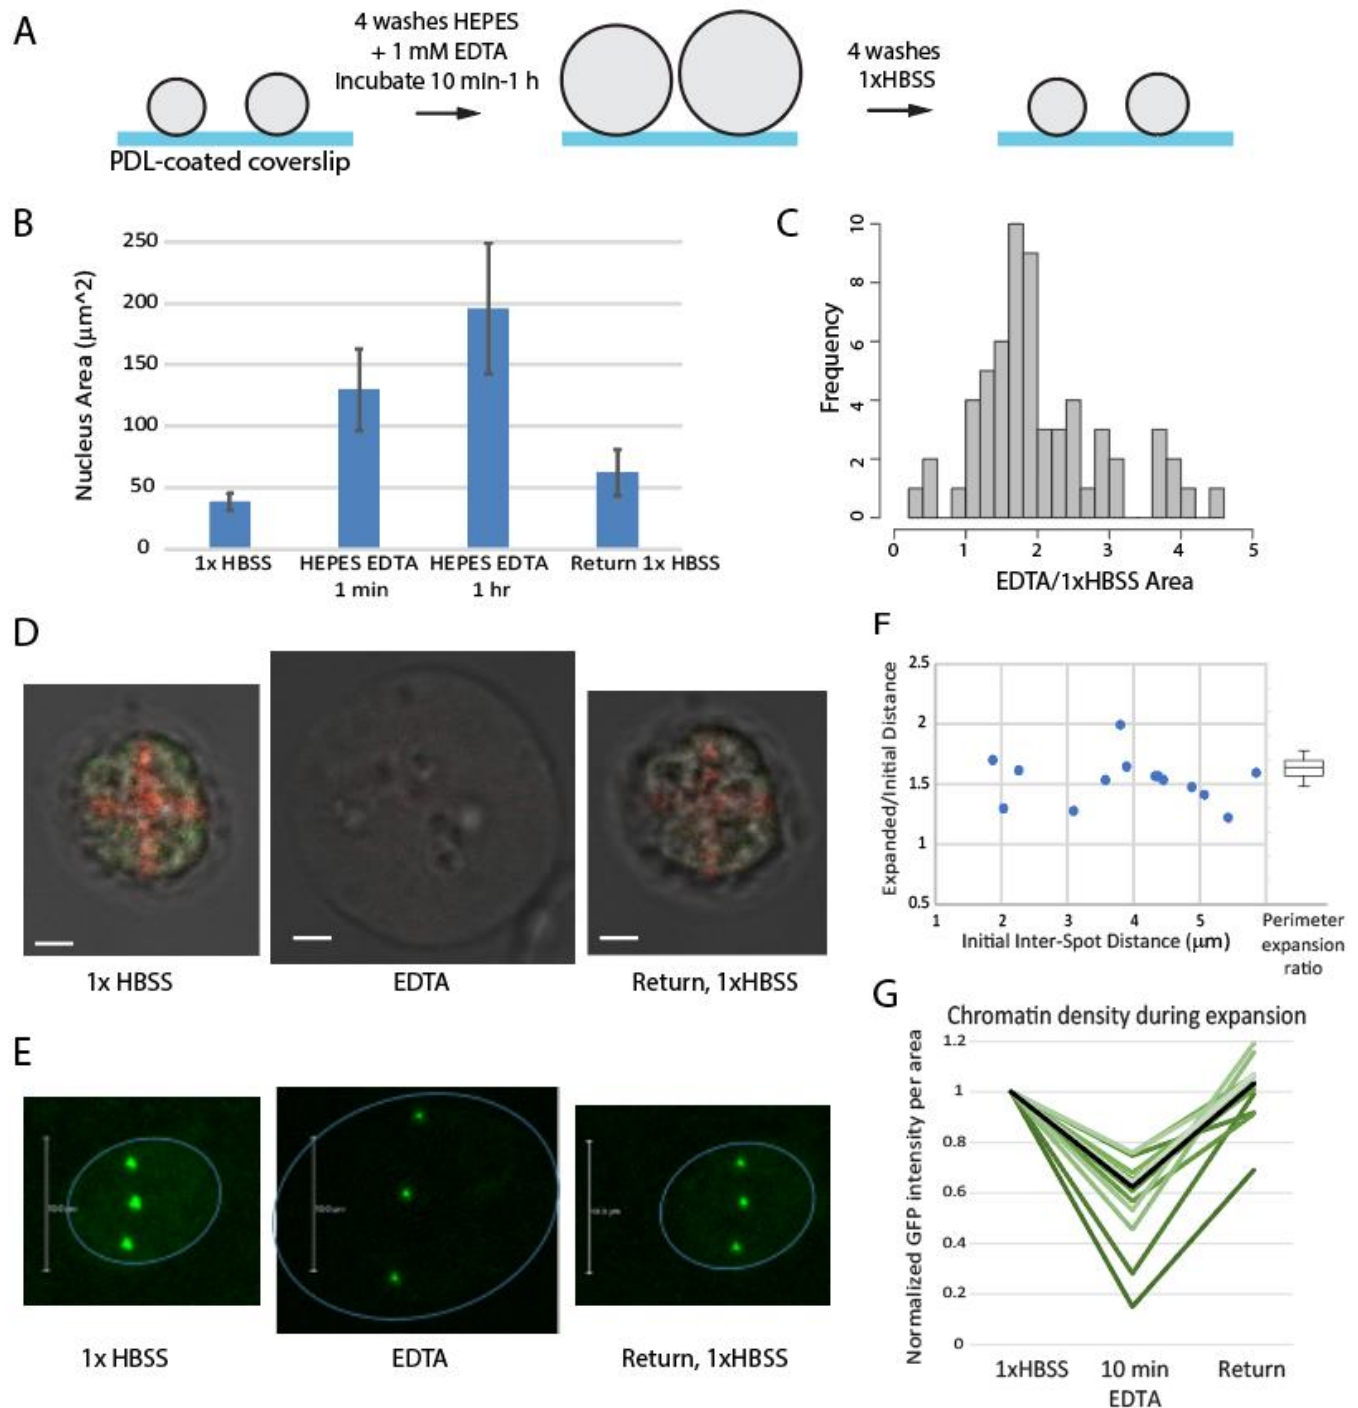 A
4 washes HEPES
+ 1 mM EDTA
Incubate 10 min-1 h
4 washes
1xHBSS
PDL-coated coverslip
B
Nucleus Area (μm^2)
250
200
150
100
50
0
1x HBSS
HEPES EDTA
1 min
HEPES EDTA
1 hr
Return 1x HBSS
C
Frequency
10
8
6
4
2
0
0 1 2 3 4 5
EDTA/1xHBSS Area
D
1x HBSS
EDTA
Return, 1xHBSS
E
10.0 μm
1x HBSS
EDTA
Return, 1xHBSS
F
Expanded/Initial Distance
2.5
2
1.5
1
0.5
1 2 3 4 5
Initial Inter-Spot Distance (μm)
Perimeter
expansion
ratio
G
Chromatin density during expansion
Normalized GFP intensity per area
1.2
1
0.8
0.6
0.4
0.2
0
1xHBSS
10 min
EDTA
Return